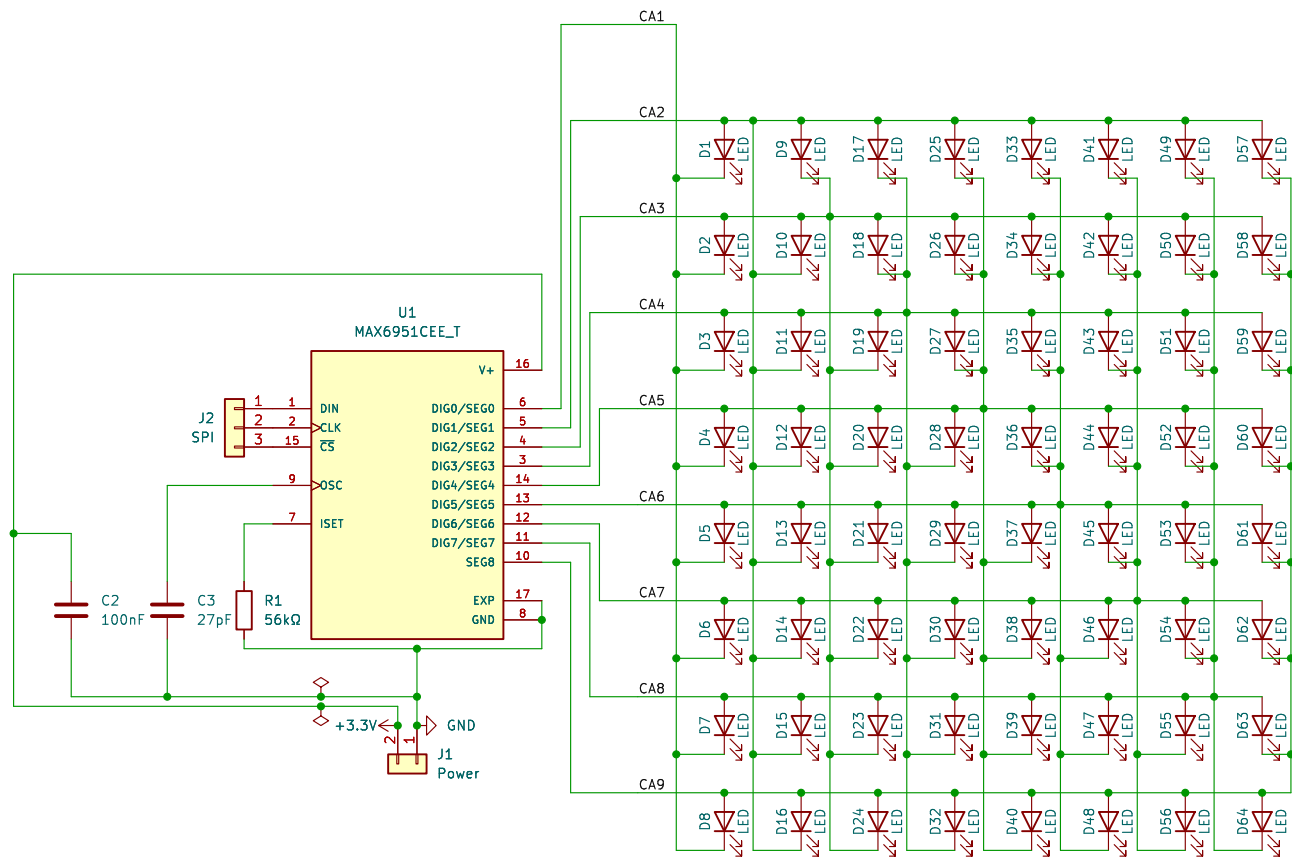 CA1
CA2
D1 LED D9 LED D17 LED D25 LED D33 LED D41 LED D49 LED D57 LED
CA3
D2 LED D10 LED D18 LED D26 LED D34 LED D42 LED D50 LED D58 LED
CA4
D3 LED D11 LED D19 LED D27 LED D35 LED D43 LED D51 LED D59 LED
CA5
D4 LED D12 LED D20 LED D28 LED D36 LED D44 LED D52 LED D60 LED
CA6
D5 LED D13 LED D21 LED D29 LED D37 LED D45 LED D53 LED D61 LED
CA7
D6 LED D14 LED D22 LED D30 LED D38 LED D46 LED D54 LED D62 LED
CA8
D7 LED D15 LED D23 LED D31 LED D39 LED D47 LED D55 LED D63 LED
CA9
D8 LED D16 LED D24 LED D32 LED D40 LED D48 LED D56 LED D64 LED
U1
MAX6951CEE_T
V+ 16
J2
SPI
1 1 DIN
2 2 CLK
3 15 CS
9 OSC
7 ISET
DIG0/SEG0 6
DIG1/SEG1 5
DIG2/SEG2 4
DIG3/SEG3 3
DIG4/SEG4 14
DIG5/SEG5 13
DIG6/SEG6 12
DIG7/SEG7 11
SEG8 10
EXP 17
GND 8
C2
100nF
C3
27pF
R1
56kΩ
+3.3V
GND
2 1
J1
Power